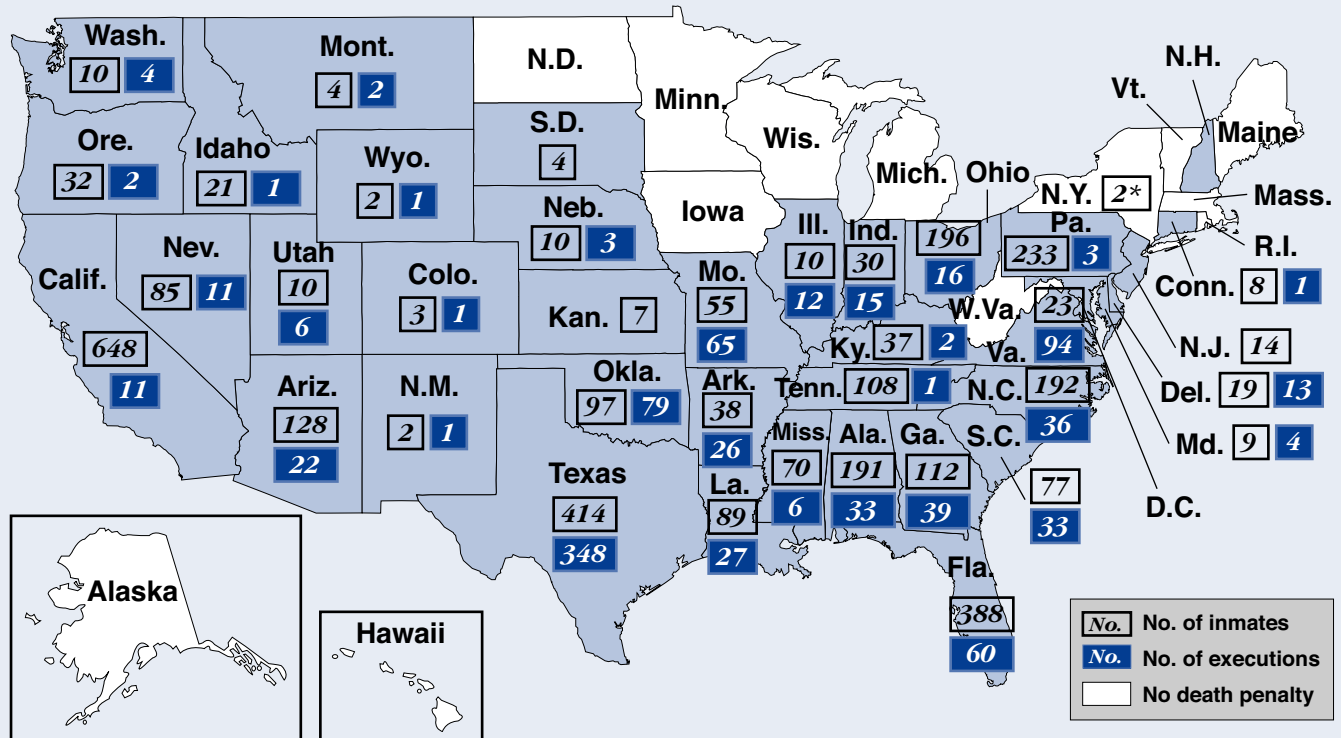 Wash.
10 4
Mont.
4 2
N.D.
Minn.
Wis.
Mich.
Ohio
196
16
N.H.
Vt.
Maine
Mass.
R.I.
N.Y. 2*
Ore.
32 2
Idaho
21 1
Wyo.
2 1
S.D.
4
Neb.
10 3
Iowa
Ill.
10
12
Ind.
30
15
Pa.
233 3
Conn. 8 1
N.J. 14
Del. 19 13
Md. 9 4
D.C.
Calif.
648
11
Nev.
85 11
Utah
10
6
Colo.
3 1
Kan. 7
Mo.
55
65
W.Va.
Ky. 37 2
23
Va. 94
Ariz.
128
22
N.M.
2 1
Okla.
97 79
Ark.
38
26
Tenn. 108 1
N.C. 192
36
S.C.
77
33
Texas
414
348
La.
89
27
Miss.
70
6
Ala.
191
33
Ga.
112
39
Fla.
388
60
Alaska
Hawaii
No. No. of inmates
No. No. of executions
No death penalty